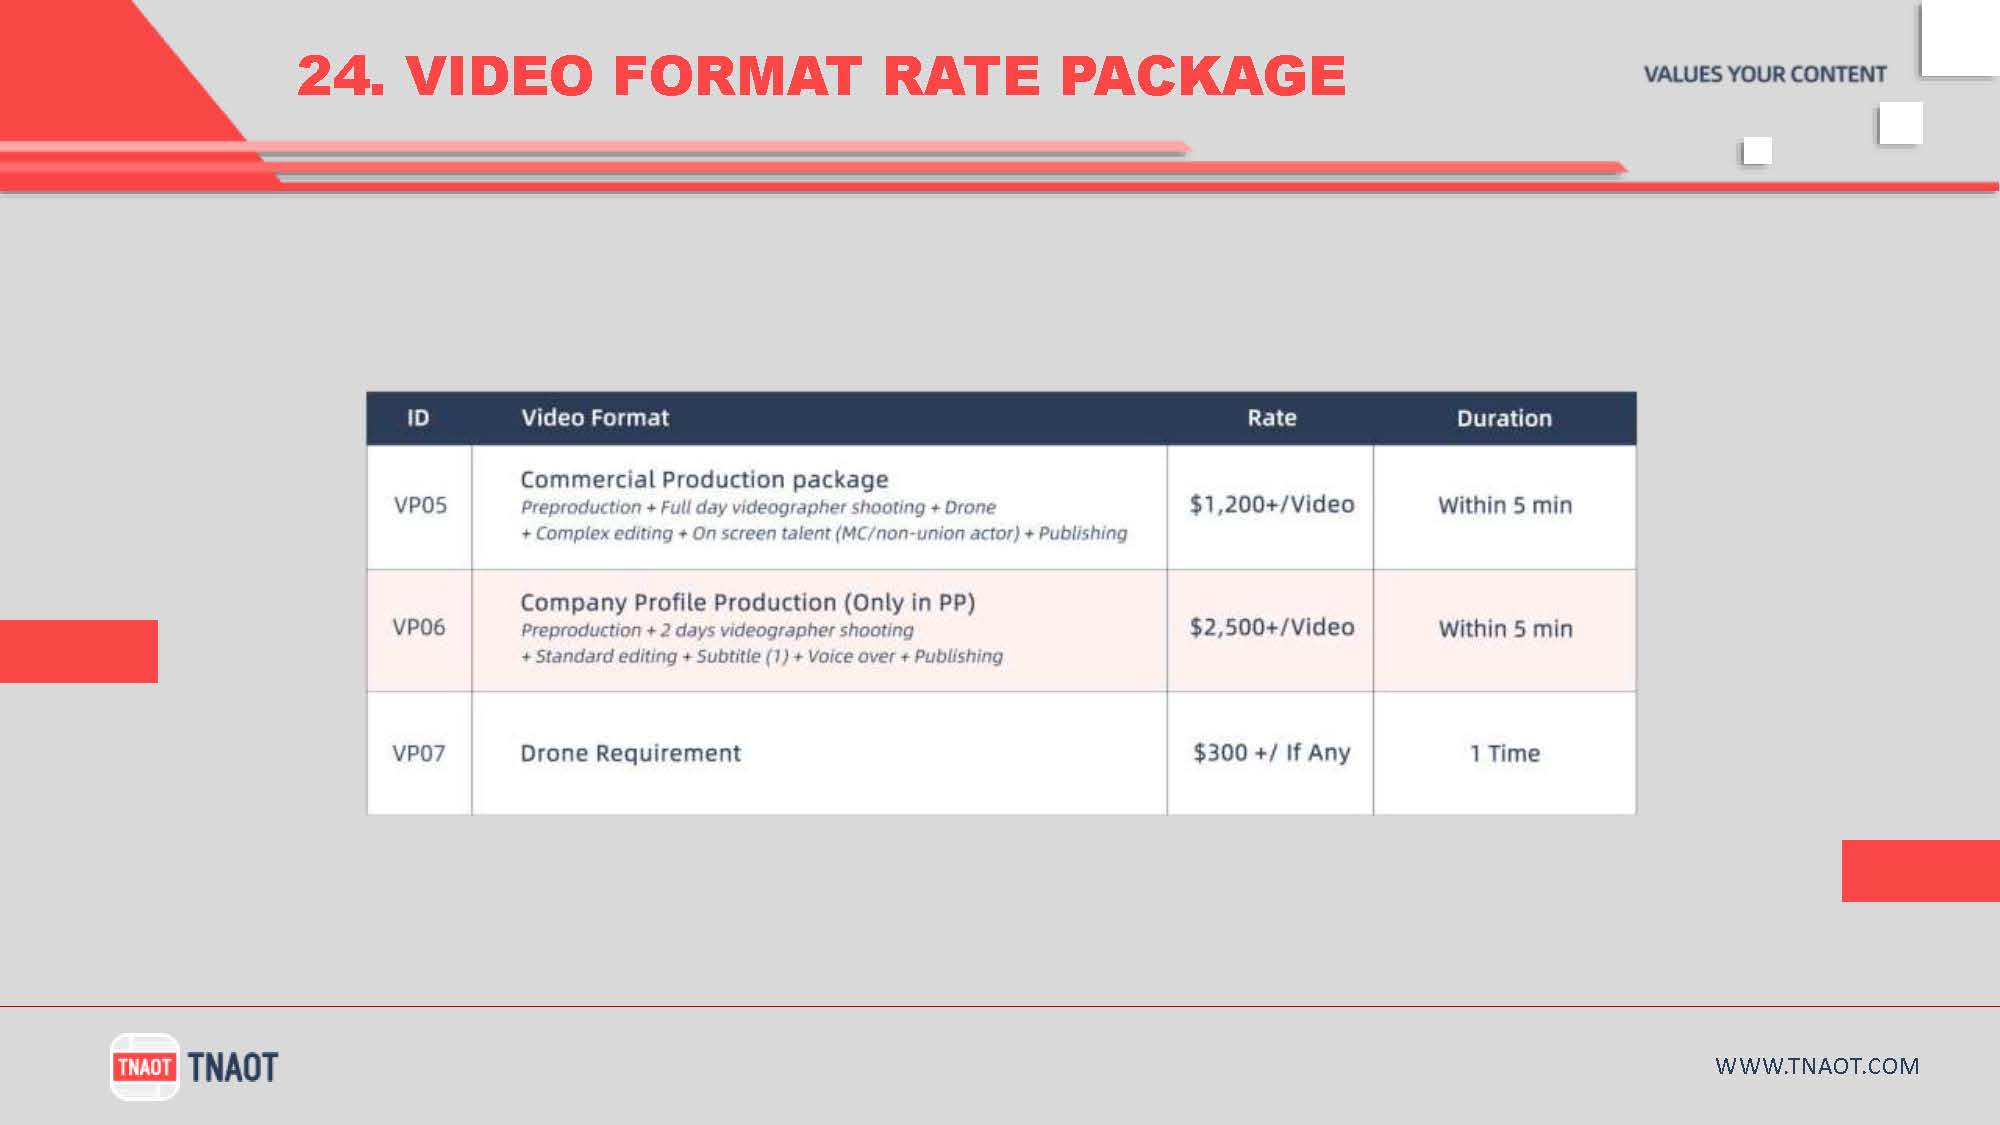 24. VIDEO FORMAT RATE PACKAGE
VALUES YOUR CONTENT
ID Video Format Rate Duration
VP05
Commercial Production package
Preproduction + Full day videographer shooting + Drone
+ Complex editing + On screen talent (MC/non-union actor) + Publishing
$1,200+/Video
Within 5 min
VP06
Company Profile Production (Only in PP)
Preproduction + 2 days videographer shooting
+ Standard editing + Subtitle (1) + Voice over + Publishing
$2,500+/Video
Within 5 min
VP07 Drone Requirement $300 +/ If Any 1 Time
TNAOT TNAOT
WWW.TNAOT.COM